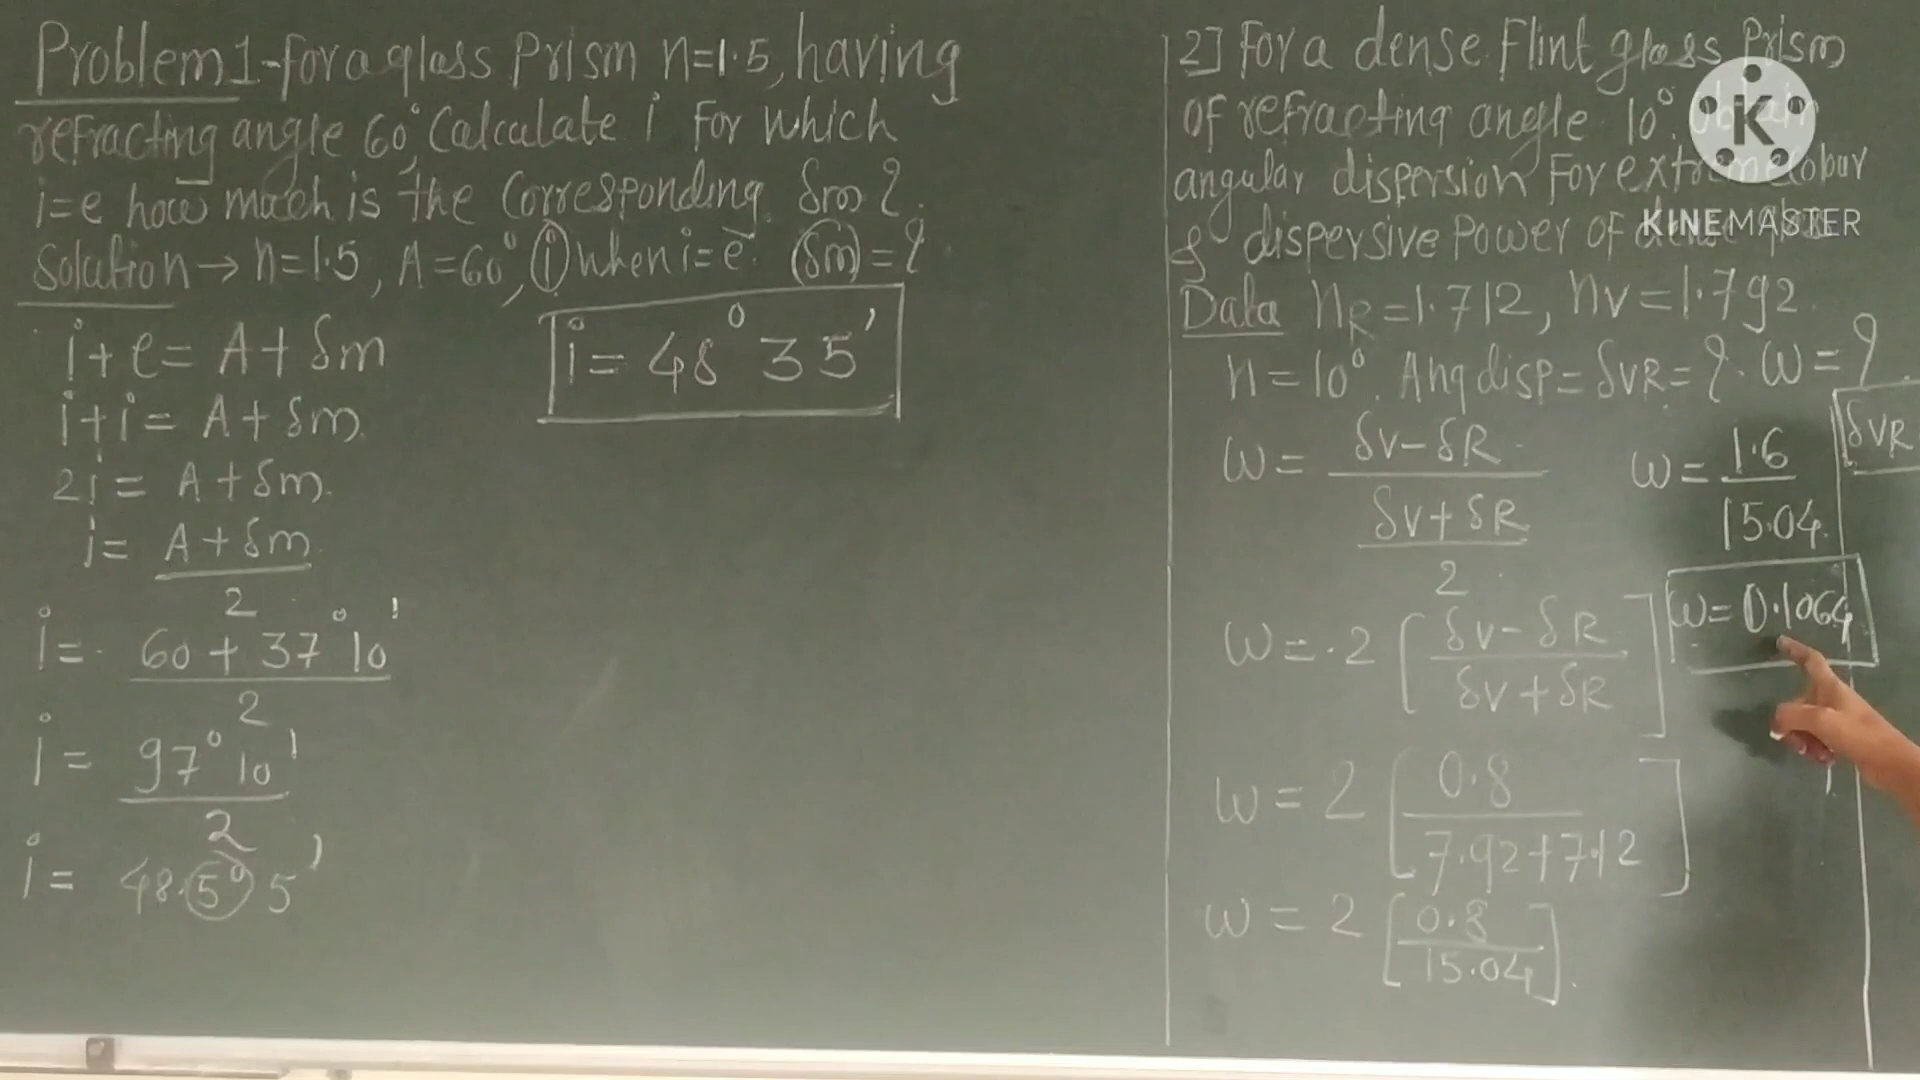 Problem 1 - for a glass Prism n=1.5, having
refracting angle 60°, Calculate i For which
i=e how much is the Corresponding δm?
Solution → n=1.5, A=60°, i when i=e δm=?
i+e = A+δm
i+i = A+δm
2i = A+δm
i = A+δm
2
i = 60 + 37°10'
2
i = 97°10'
2
i = 48.5° 5'
i = 48° 35'
2] For a dense Flint glass Prism
of refracting angle 10°.
angular dispersion For
& dispersive Power of
Data nR = 1.712, nV = 1.792
n = 10°. Ang disp = δVR = ?. ω = ?
ω = δV-δR
δV+δR
2
ω = 2 [δV-δR
δV+δR]
ω = 2 [0.8
7.92+7.12]
ω = 2 [0.8
15.04]
ω = 1.6
15.04
ω = 0.1064
δVR
K
KINEMASTER